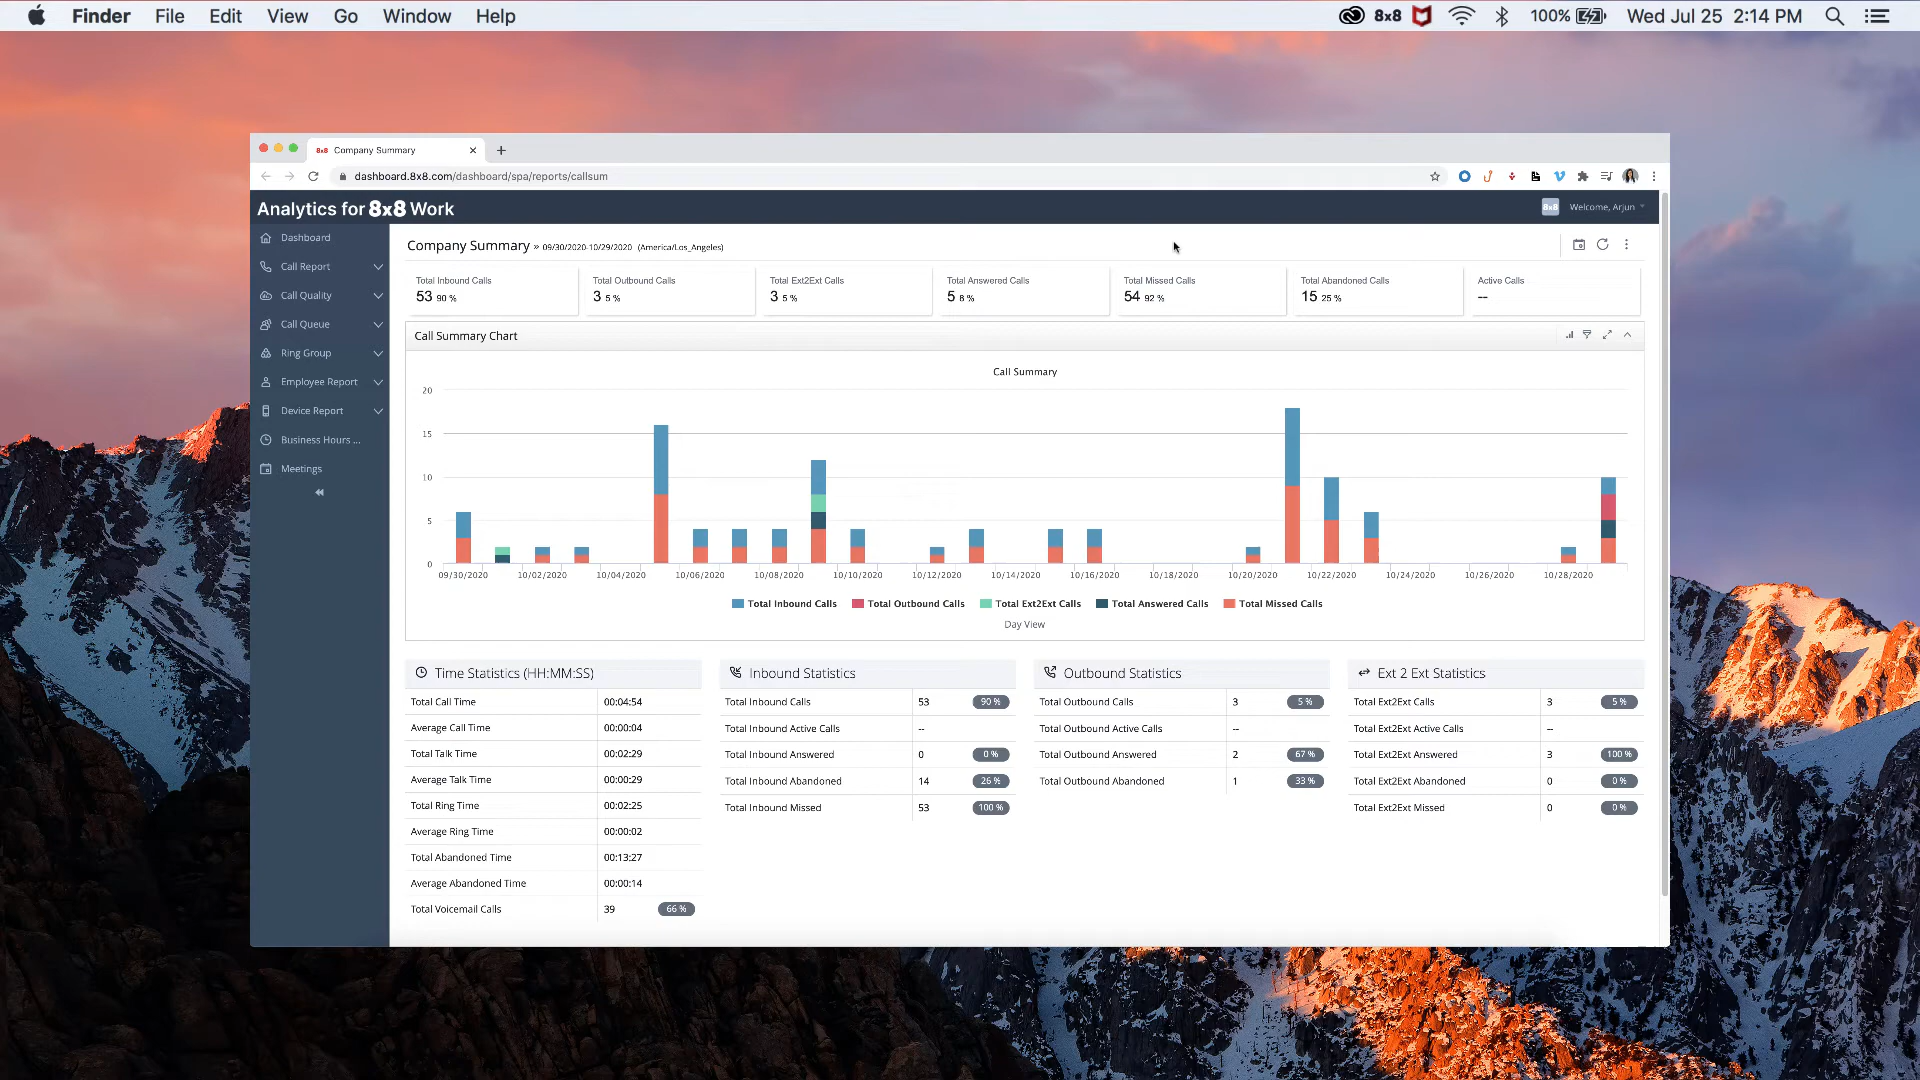 Finder File Edit View Go Window Help 8x8 100% Wed Jul 25 2:14 PM
8x8 Company Summary
dashboard.8x8.com/dashboard/spa/reports/callsum
Analytics for 8x8 Work
8x8 Welcome, Arjun
Dashboard
Call Report
Call Quality
Call Queue
Ring Group
Employee Report
Device Report
Business Hours ...
Meetings
Company Summary » 09/30/2020-10/29/2020 (America/Los_Angeles)
Total Inbound Calls
53 90 %
Total Outbound Calls
3 5 %
Total Ext2Ext Calls
3 5 %
Total Answered Calls
5 8 %
Total Missed Calls
54 92 %
Total Abandoned Calls
15 25 %
Active Calls
--
Call Summary Chart
Call Summary
20
15
10
5
0
09/30/2020 10/02/2020 10/04/2020 10/06/2020 10/08/2020 10/10/2020 10/12/2020 10/14/2020 10/16/2020 10/18/2020 10/20/2020 10/22/2020 10/24/2020 10/26/2020 10/28/2020
Total Inbound Calls Total Outbound Calls Total Ext2Ext Calls Total Answered Calls Total Missed Calls
Day View
Time Statistics (HH:MM:SS)
Total Call Time 00:04:54
Average Call Time 00:00:04
Total Talk Time 00:02:29
Average Talk Time 00:00:29
Total Ring Time 00:02:25
Average Ring Time 00:00:02
Total Abandoned Time 00:13:27
Average Abandoned Time 00:00:14
Total Voicemail Calls 39 66 %
Inbound Statistics
Total Inbound Calls 53 90 %
Total Inbound Active Calls --
Total Inbound Answered 0 0 %
Total Inbound Abandoned 14 26 %
Total Inbound Missed 53 100 %
Outbound Statistics
Total Outbound Calls 3 5 %
Total Outbound Active Calls --
Total Outbound Answered 2 67 %
Total Outbound Abandoned 1 33 %
Ext 2 Ext Statistics
Total Ext2Ext Calls 3 5 %
Total Ext2Ext Active Calls --
Total Ext2Ext Answered 3 100 %
Total Ext2Ext Abandoned 0 0 %
Total Ext2Ext Missed 0 0 %